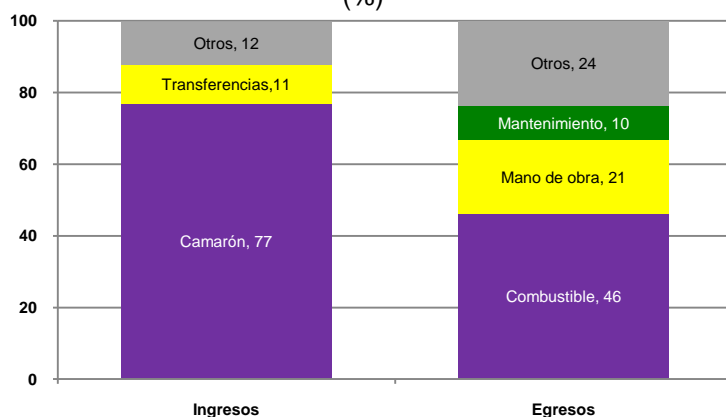 (%)
100
80
60
40
20
0
Otros, 12
Transferencias,11
Camarón, 77
Otros, 24
Mantenimiento, 10
Mano de obra, 21
Combustible, 46
Ingresos
Egresos